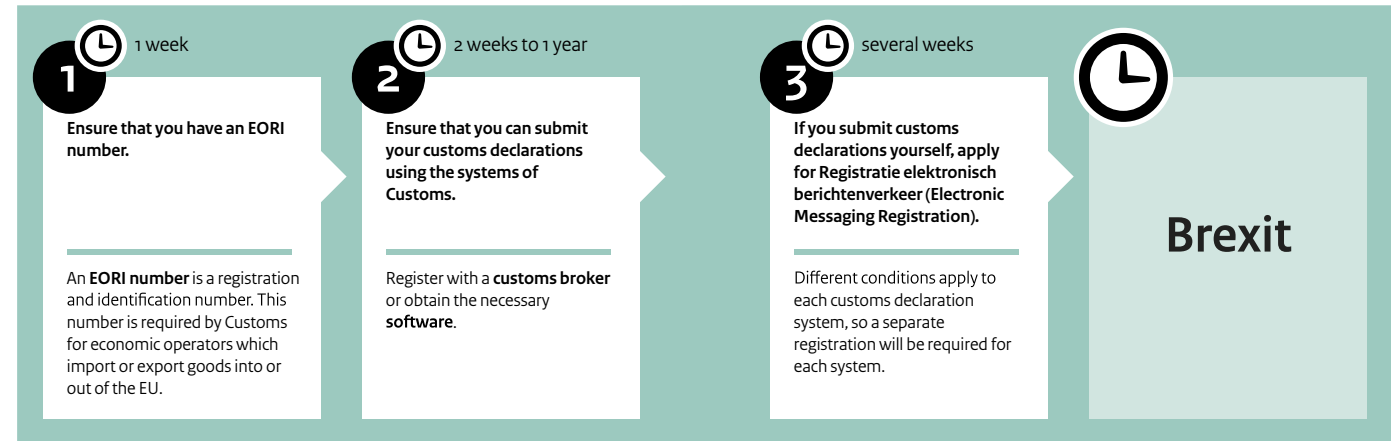 1
1 week
Ensure that you have an EORI
number.
An EORI number is a registration
and identification number. This
number is required by Customs
for economic operators which
import or export goods into or
out of the EU.
2
2 weeks to 1 year
Ensure that you can submit
your customs declarations
using the systems of
Customs.
Register with a customs broker
or obtain the necessary
software.
3
several weeks
If you submit customs
declarations yourself, apply
for Registratie elektronisch
berichtenverkeer (Electronic
Messaging Registration).
Different conditions apply to
each customs declaration
system, so a separate
registration will be required for
each system.
Brexit